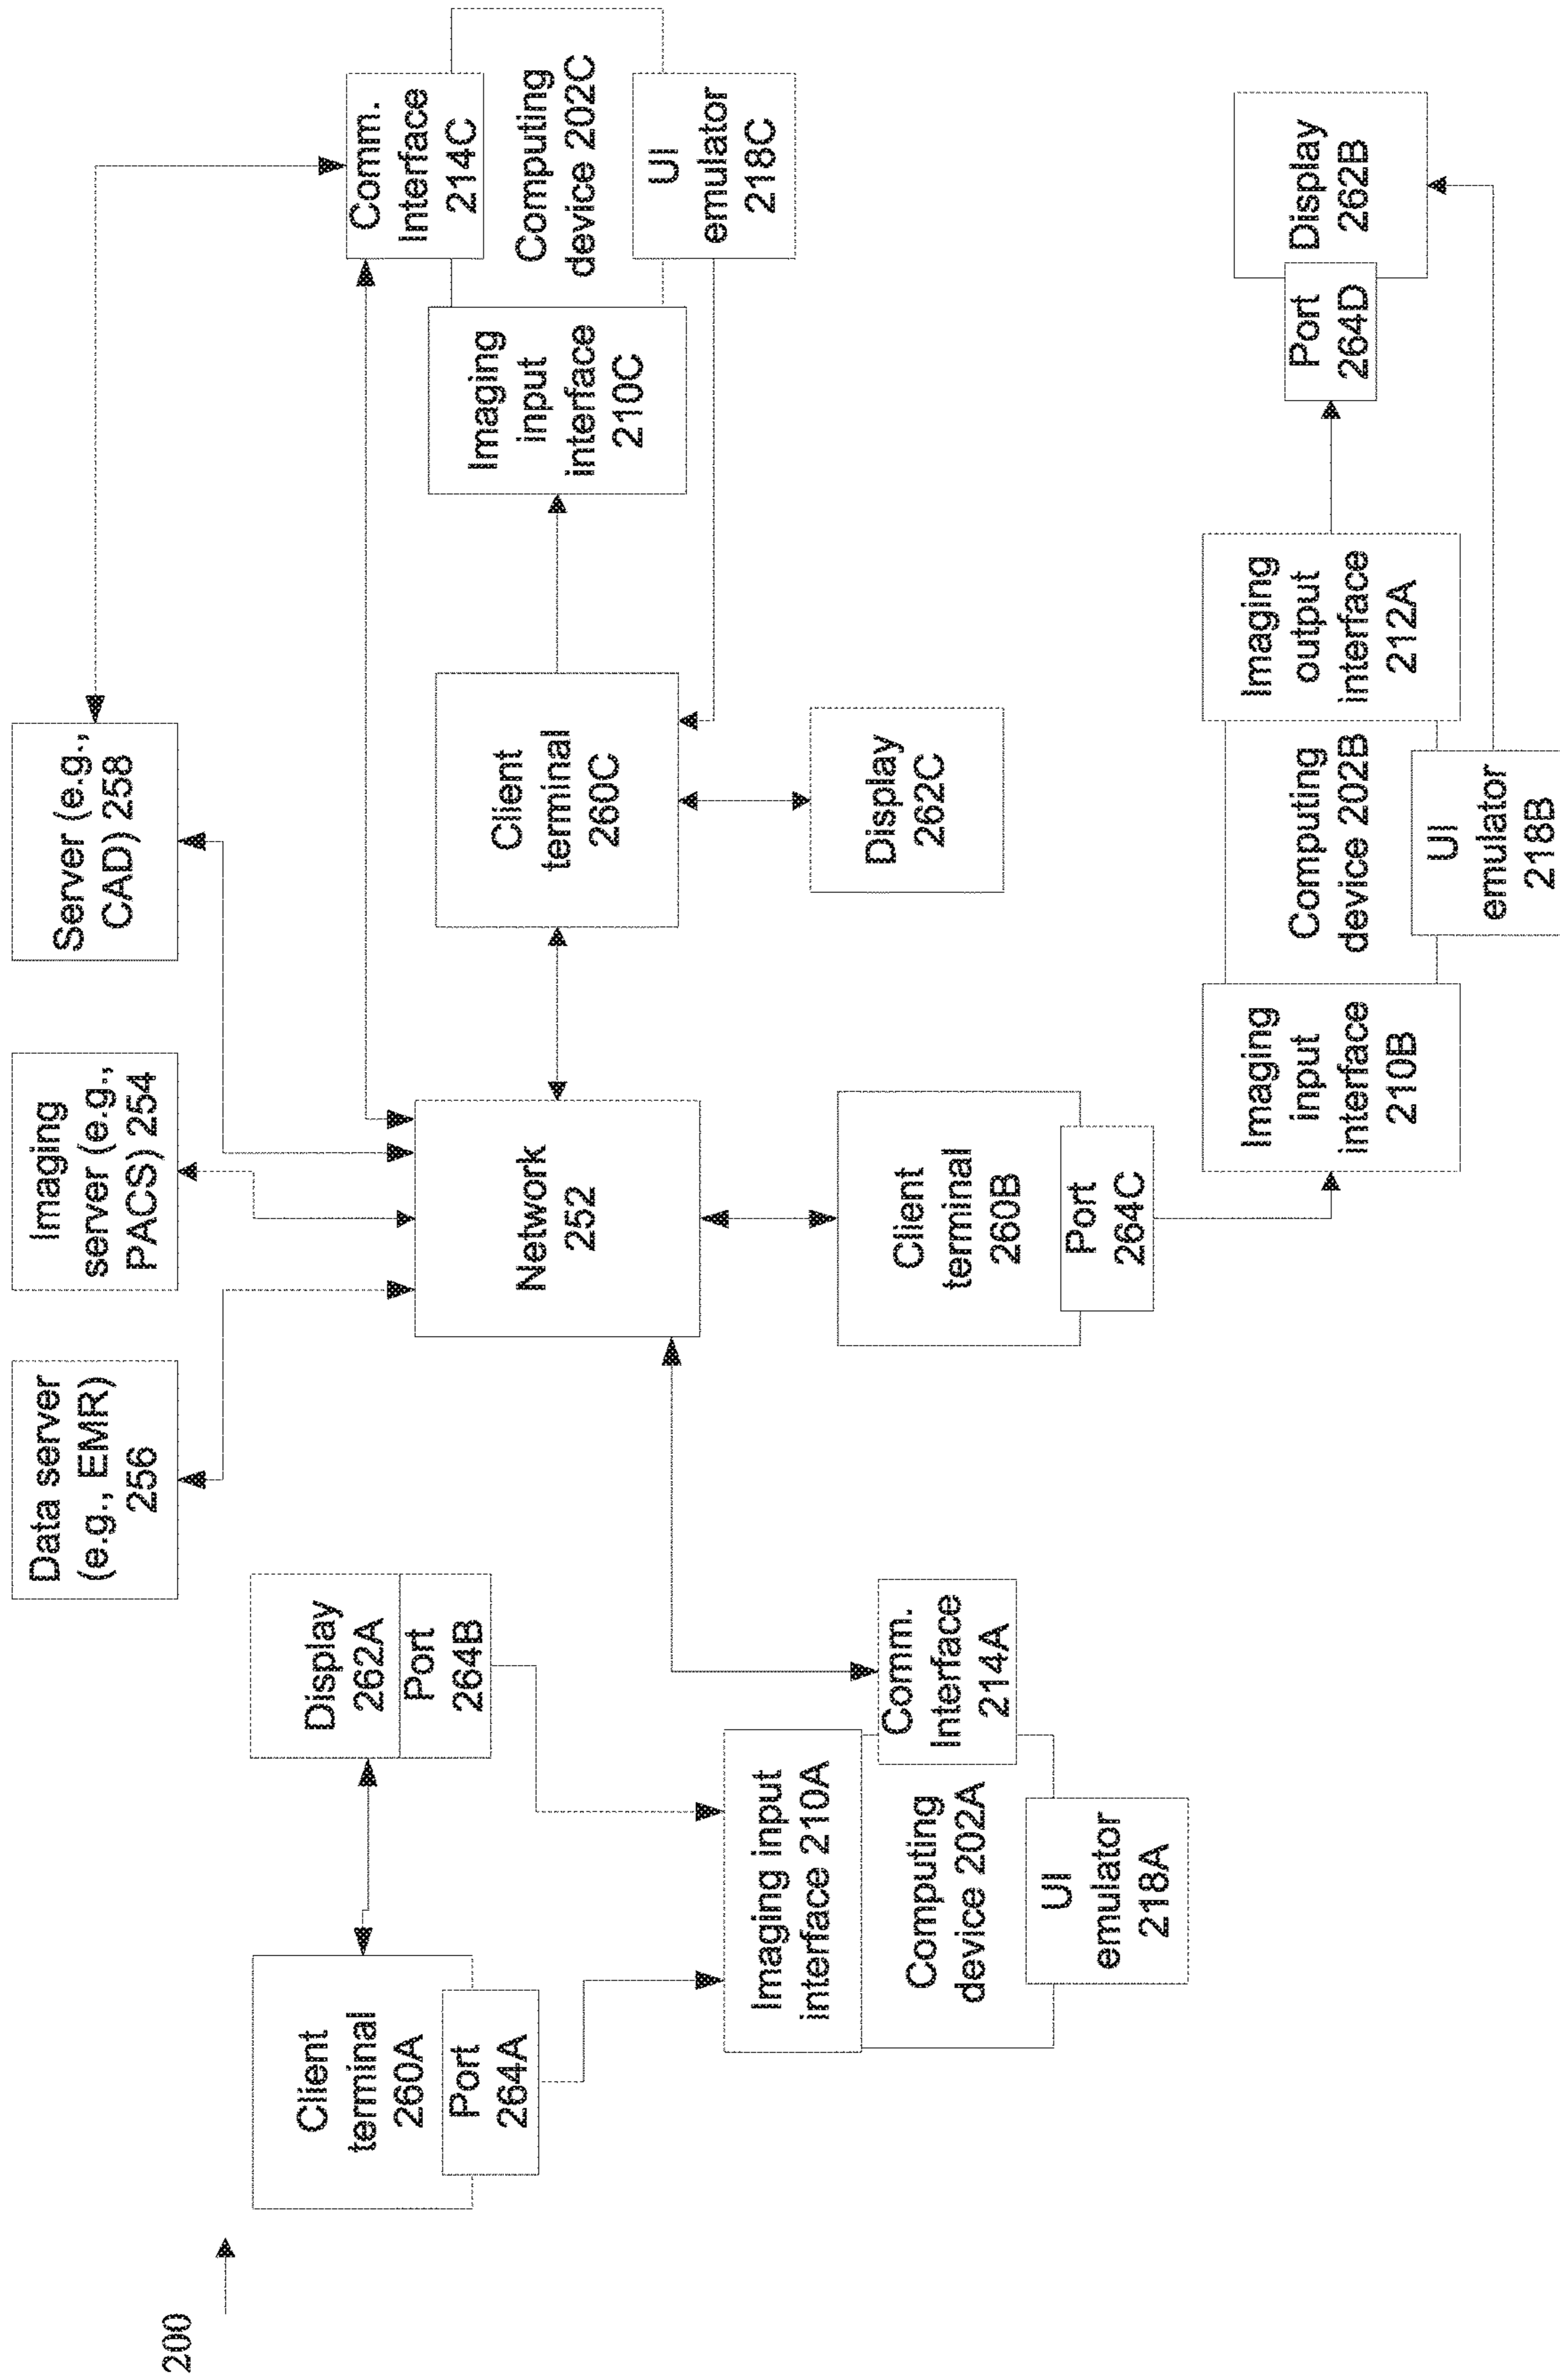 200
Data server
(e.g., EMR)
256
Imaging
server (e.g.,
PACS) 254
Server (e.g.,
CAD) 258
Client
terminal
260A
Port
264A
Display
262A
Port
264B
Imaging input
interface 210A
Computing
device 202A
Comm.
Interface
214A
UI
emulator
218A
Network
252
Client
terminal
260B
Port
264C
Client
terminal
260C
Display
262C
Imaging
input
interface
210C
Comm.
Interface
214C
Computing
device 202C
UI
emulator
218C
Imaging
input
interface
210B
Computing
device 202B
UI
emulator
218B
Imaging
output
interface
212A
Port
264D
Display
262B